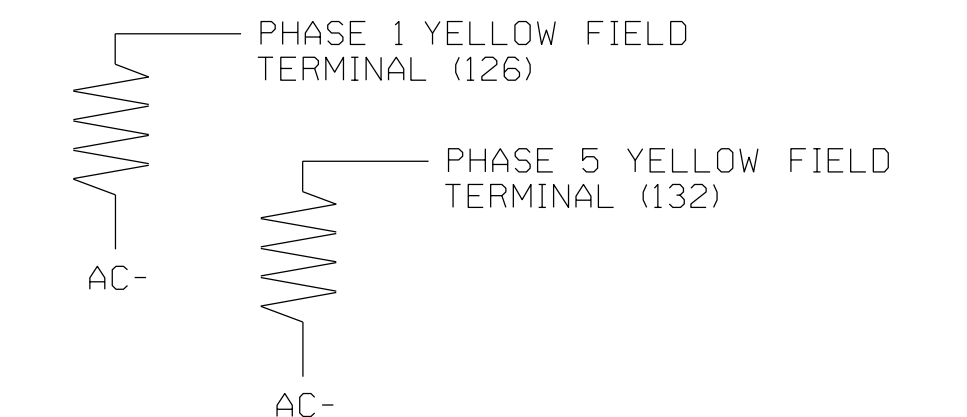 PHASE 1 YELLOW FIELD
TERMINAL (126)
PHASE 5 YELLOW FIELD
TERMINAL (132)
AC-
AC-